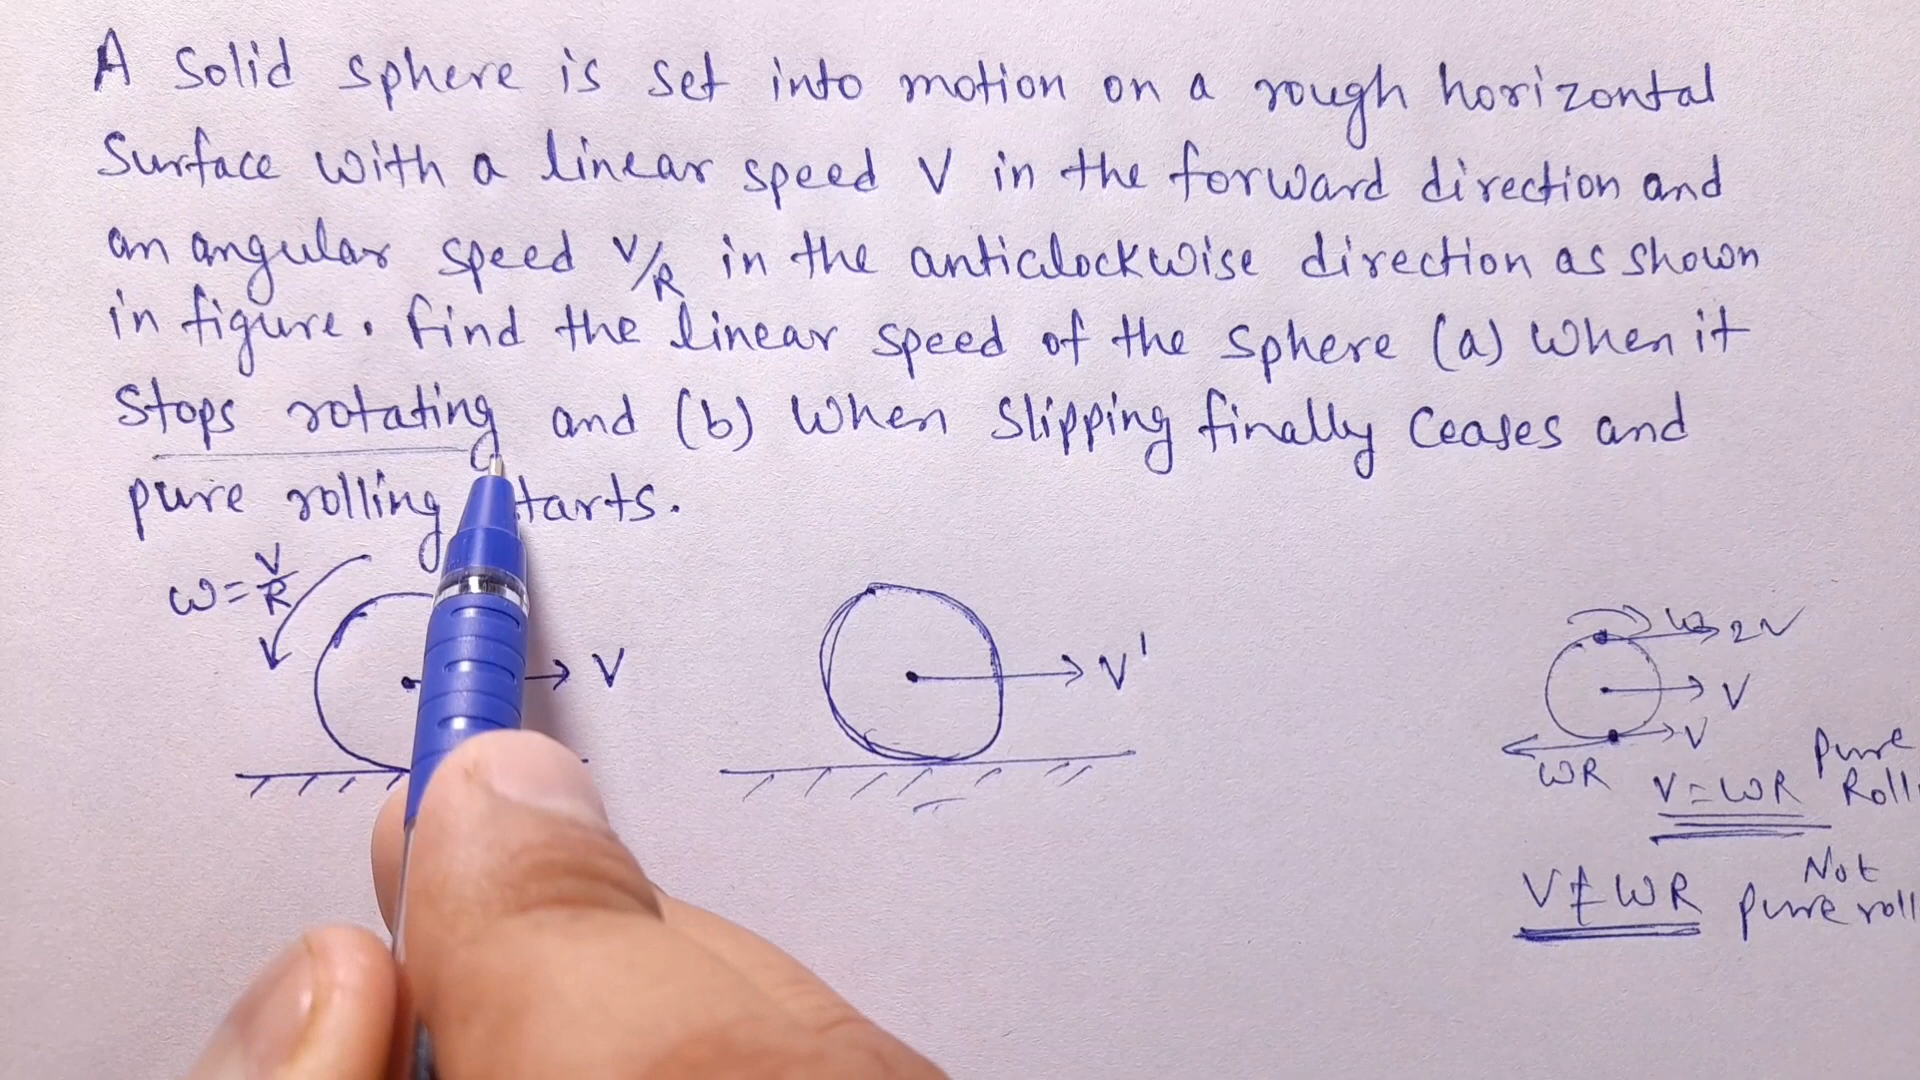 A Solid sphere is set into motion on a rough horizontal
Surface with a linear speed V in the forward direction and
an angular speed V/R in the anticlockwise direction as shown
in figure. find the linear speed of the sphere (a) When it
Stops rotating and (b) When Slipping finally Ceases and
pure rolling tarts.
ω = V/R
V
V'
ω 2V
V
V
ωR
V = ωR Pure
Roll
V ≠ ωR Not
pure roll